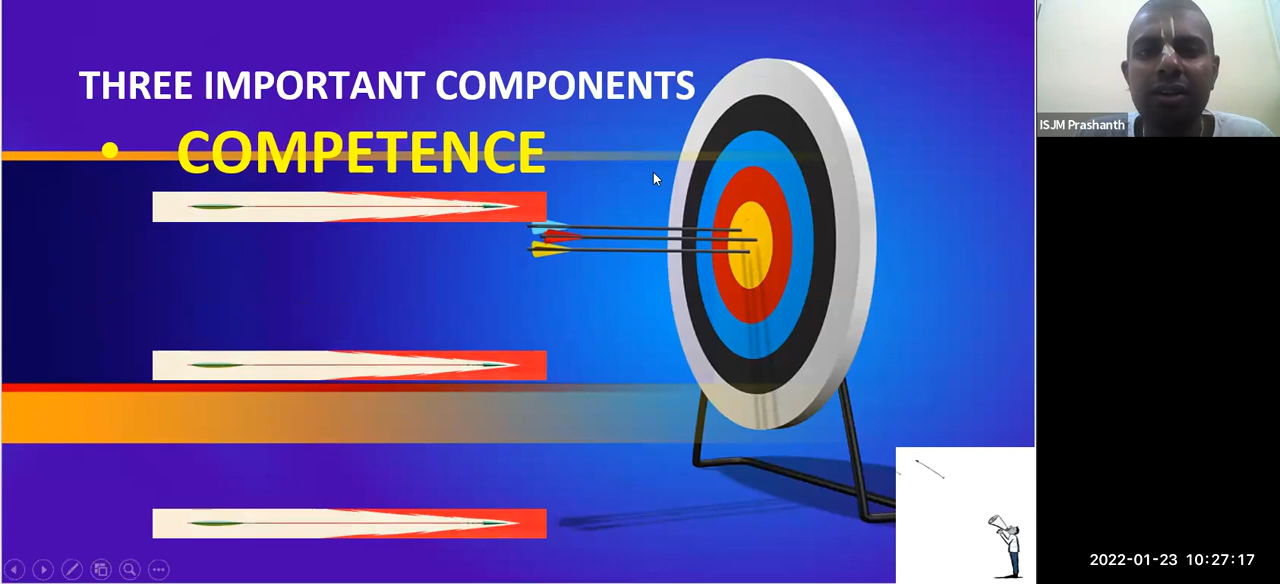 THREE IMPORTANT COMPONENTS
• COMPETENCE
ISJM Prashanth
2022-01-23 10:27:17